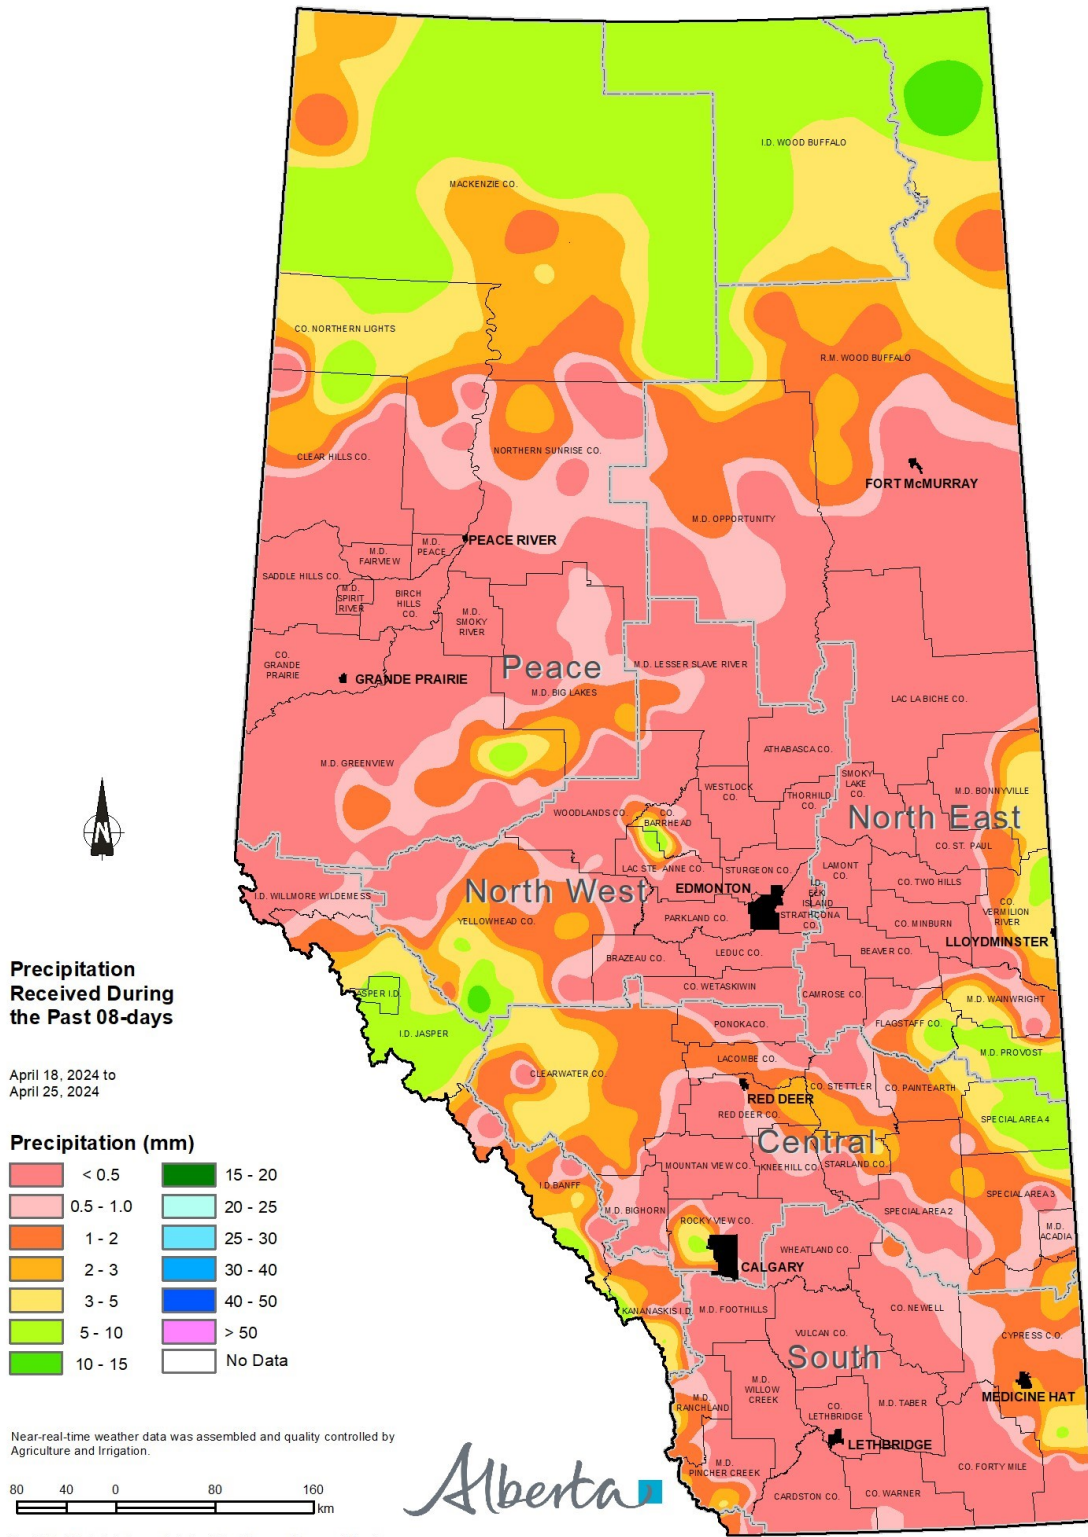 I.D. WOOD BUFFALO
MACKENZIE CO.
CO. NORTHERN LIGHTS
R.M. WOOD BUFFALO
CLEAR HILLS CO.
NORTHERN SUNRISE CO.
FORT McMURRAY
M.D. OPPORTUNITY
PEACE RIVER
M.D.
PEACE
M.D.
FAIRVIEW
SADDLE HILLS CO.
M.D.
SPIRIT
RIVER
BIRCH
HILLS
CO.
M.D.
SMOKY
RIVER
CO.
GRANDE
PRAIRIE
GRANDE PRAIRIE
Peace
M.D. LESSER SLAVE RIVER
M.D. BIG LAKES
LAC LA BICHE CO.
M.D. GREENVIEW
ATHABASCA CO.
WESTLOCK
CO.
THORHILD
CO.
SMOKY
LAKE
CO.
M.D. BONNYVILLE
North East
WOODLANDS CO.
CO.
BARRHEAD
CO. ST. PAUL
N
LAC STE ANNE CO.
STURGEON CO.
LAMONT
CO.
CO. TWO HILLS
I.D. WILLMORE WILDERNESS
North West
EDMONTON
I.D.
ELK
ISLAND
STRATHCONA
CO.
PARKLAND CO.
YELLOWHEAD CO.
CO. MINBURN
CO.
VERMILION
RIVER
LLOYDMINSTER
BRAZEAU CO.
LEDUC CO.
BEAVER CO.
CO. WETASKIWIN
CAMROSE CO.
M.D. WAINWRIGHT
Precipitation
Received During
the Past 08-days
JASPER I.D.
I.D. JASPER
PONOKA CO.
FLAGSTAFF CO.
M.D. PROVOST
April 18, 2024 to
April 25, 2024
CLEARWATER CO.
LACOMBE CO.
RED DEER
CO. STETTLER
CO. PAINTEARTH
RED DEER CO.
SPECIAL AREA 4
Central
Precipitation (mm)
< 0.5
0.5 - 1.0
1 - 2
2 - 3
3 - 5
5 - 10
10 - 15
15 - 20
20 - 25
25 - 30
30 - 40
40 - 50
> 50
No Data
MOUNTAIN VIEW CO.
KNEEHILL CO.
STARLAND CO.
I.D.BANFF
M.D. BIGHORN
SPECIAL AREA 3
SPECIAL AREA 2
M.D.
ACADIA
ROCKY VIEW CO.
WHEATLAND CO.
CALGARY
KANANASKIS I.D.
M.D. FOOTHILLS
CO. NEWELL
VULCAN CO.
CYPRESS C.O.
South
M.D.
WILLOW
CREEK
M.D.
RANCHLAND
CO.
LETHBRIDGE
M.D. TABER
MEDICINE HAT
LETHBRIDGE
M.D.
PINCHER CREEK
CO. FORTY MILE
CARDSTON CO.
CO. WARNER
Near-real-time weather data was assembled and quality controlled by
Agriculture and Irrigation.
80 40 0 80 160
km
Alberta